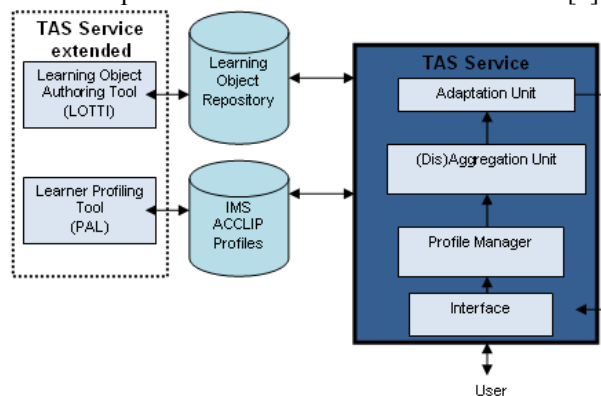 TAS Service
extended
Learning Object
Authoring Tool
(LOTTI)
Learner Profiling
Tool
(PAL)
Learning
Object
Repository
IMS
ACCLIP
Profiles
TAS Service
Adaptation Unit
(Dis)Aggregation Unit
Profile Manager
Interface
User